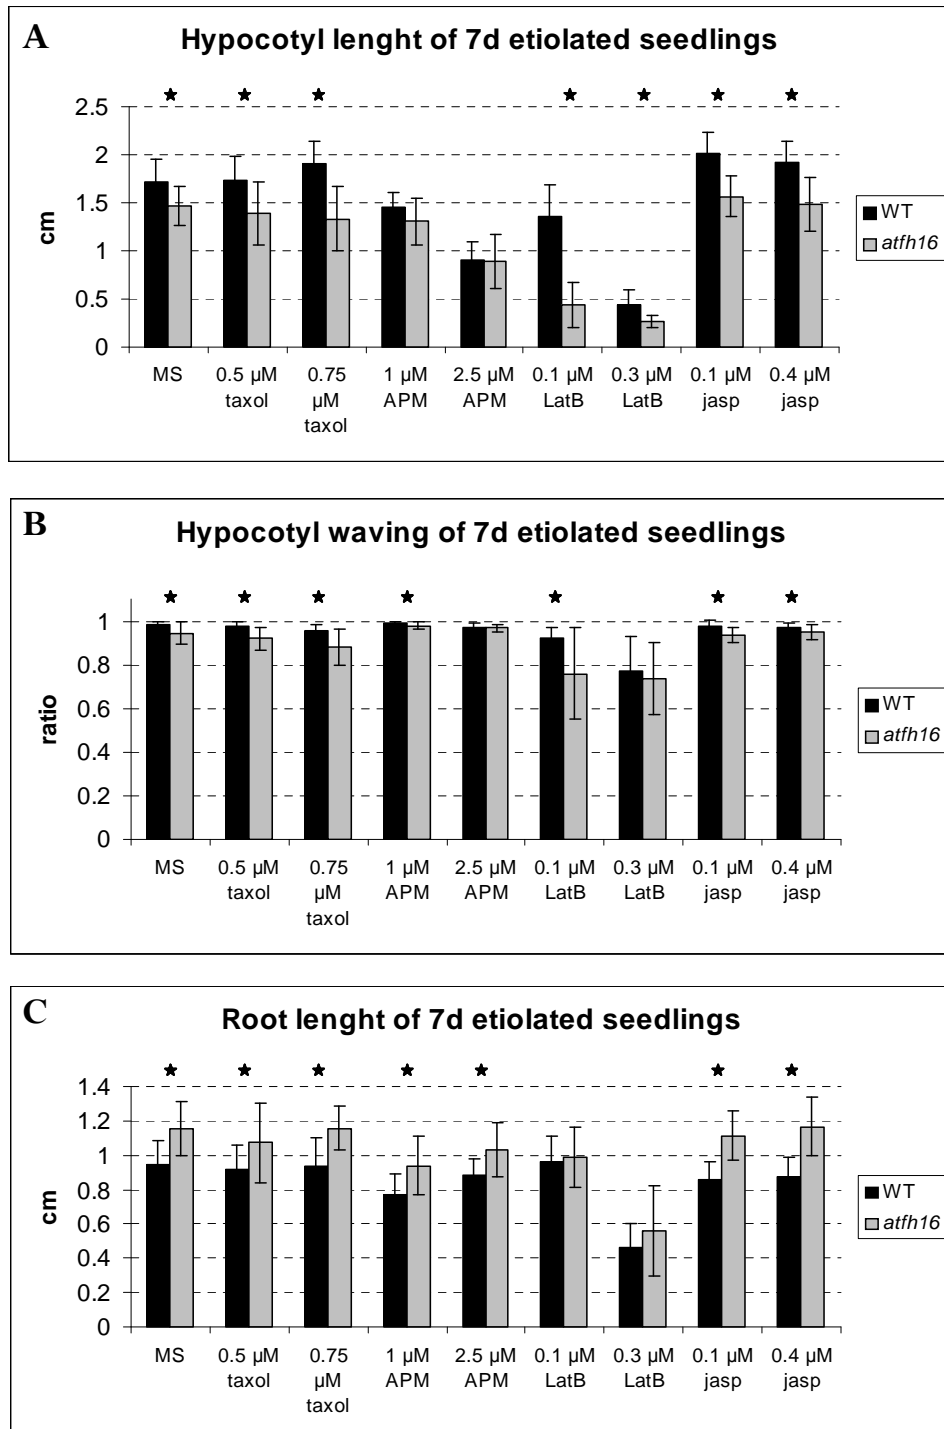 A
Hypocotyl lenght of 7d etiolated seedlings
2.5
2
1.5
1
0.5
0
cm
MS
0.5 µM
taxol
0.75
µM
taxol
1 µM
APM
2.5 µM
APM
0.1 µM
LatB
0.3 µM
LatB
0.1 µM
jasp
0.4 µM
jasp
WT
atfh16
B
Hypocotyl waving of 7d etiolated seedlings
1
0.8
0.6
0.4
0.2
0
ratio
MS
0.5 µM
taxol
0.75
µM
taxol
1 µM
APM
2.5 µM
APM
0.1 µM
LatB
0.3 µM
LatB
0.1 µM
jasp
0.4 µM
jasp
WT
atfh16
C
Root lenght of 7d etiolated seedlings
1.4
1.2
1
0.8
0.6
0.4
0.2
0
cm
MS
0.5 µM
taxol
0.75
µM
taxol
1 µM
APM
2.5 µM
APM
0.1 µM
LatB
0.3 µM
LatB
0.1 µM
jasp
0.4 µM
jasp
WT
atfh16